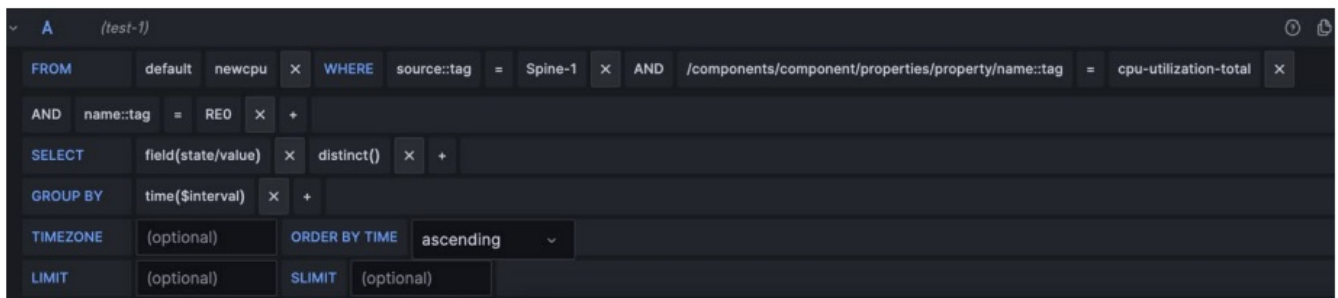 A (test-1)
FROM default newcpu × WHERE source::tag = Spine-1 × AND /components/component/properties/property/name::tag = cpu-utilization-total ×
AND name::tag = RE0 × +
SELECT field(state/value) × distinct() × +
GROUP BY time($interval) × +
TIMEZONE (optional) ORDER BY TIME ascending
LIMIT (optional) SLIMIT (optional)